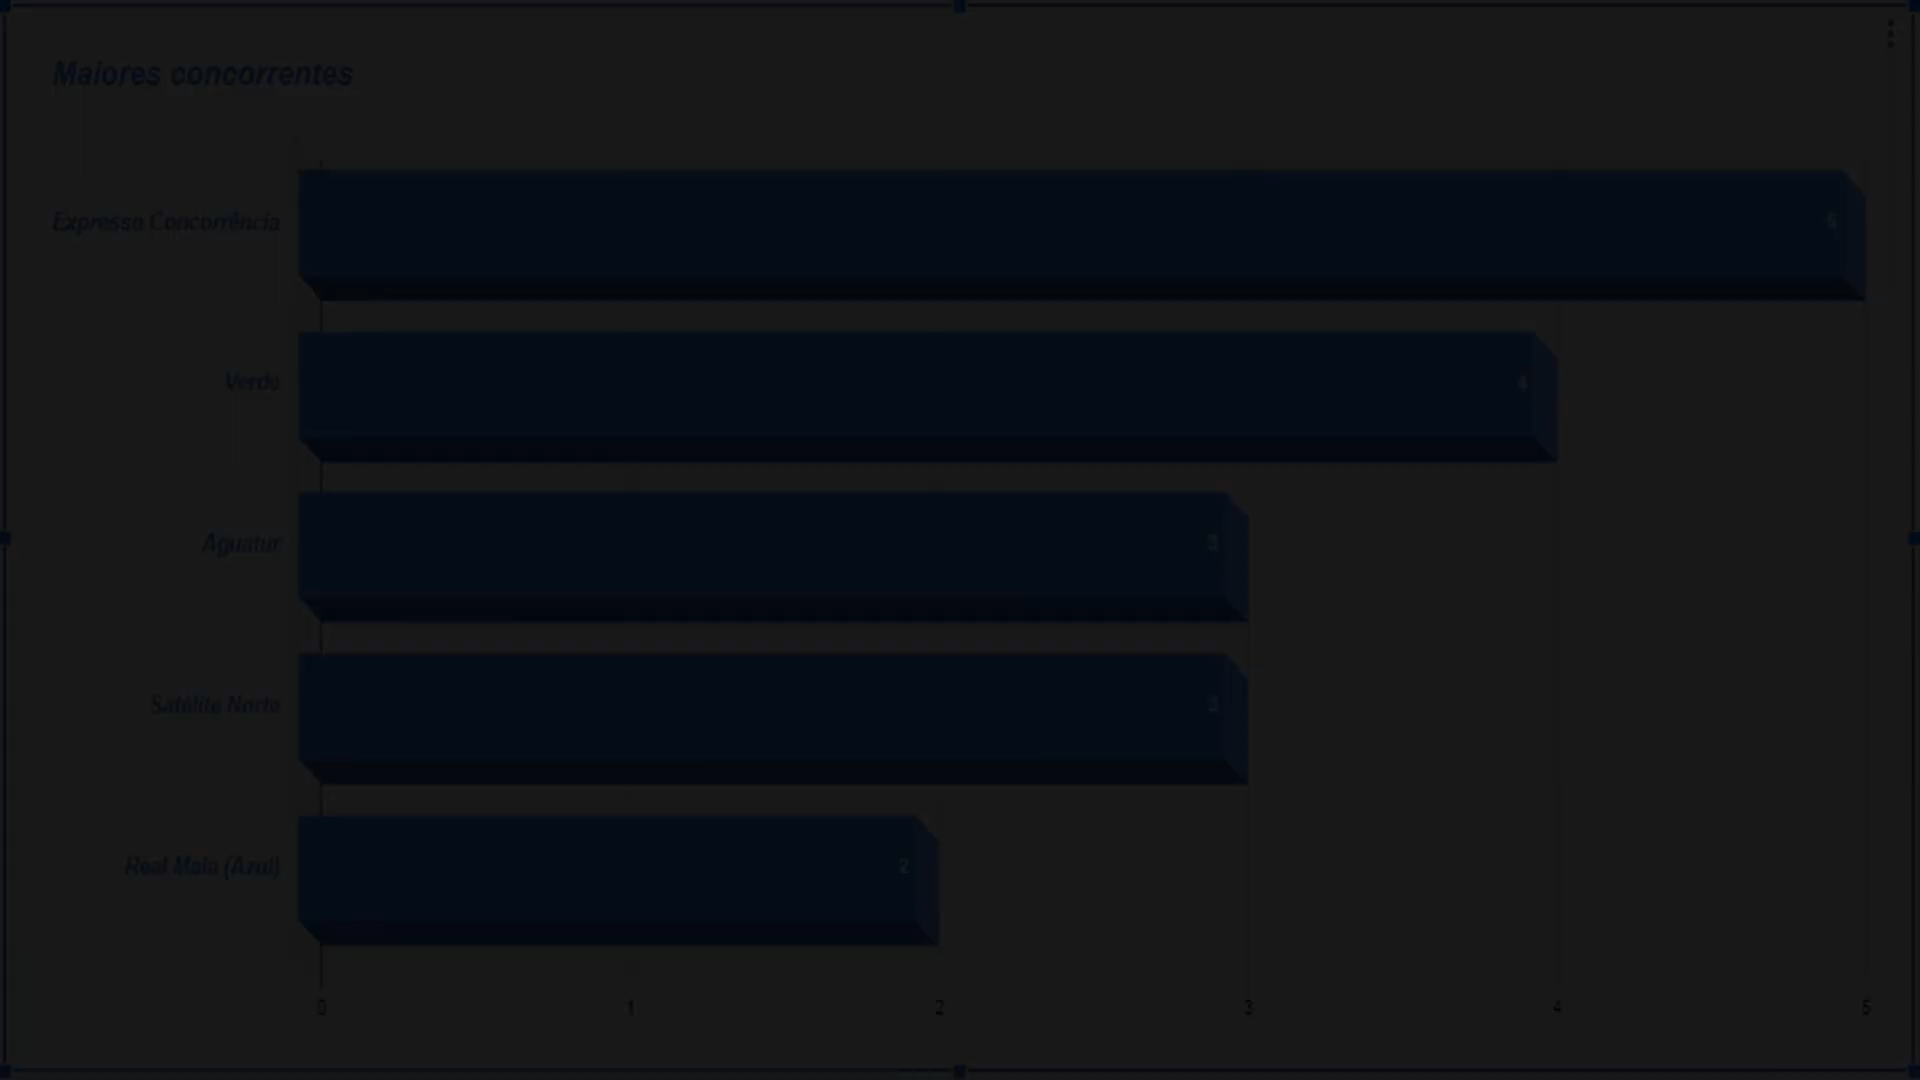 Maiores concorrentes
Expresso Concorrência
5
Verde
4
Aguatur
3
Satélite Norte
3
Real Maia (Azul)
2
0 1 2 3 4 5